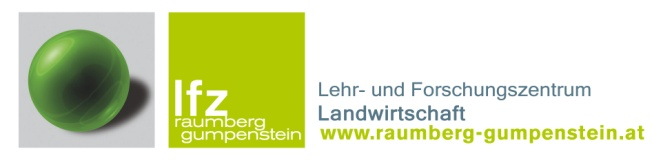 lfz
raumberg
gumpenstein
Lehr- und Forschungszentrum
Landwirtschaft
www.raumberg-gumpenstein.at